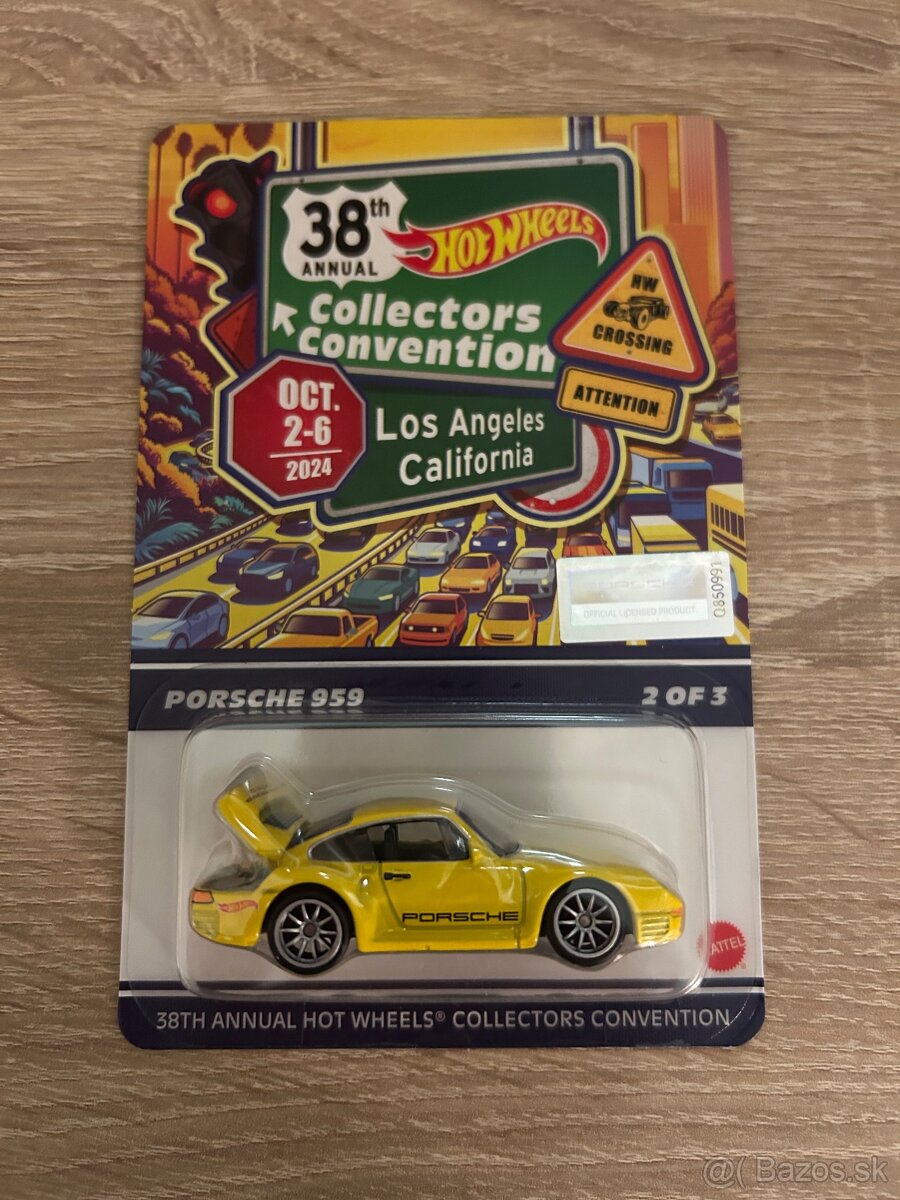 38th
ANNUAL
HOT WHEELS
Collectors
Convention
HW
CROSSING
ATTENTION
OCT.
2-6
2024
Los Angeles
California
PORSCHE
OFFICIAL LICENSED PRODUCT
0850991
PORSCHE 959
2 OF 3
PORSCHE
MATTEL
38TH ANNUAL HOT WHEELS® COLLECTORS CONVENTION
@( Bazos.sk